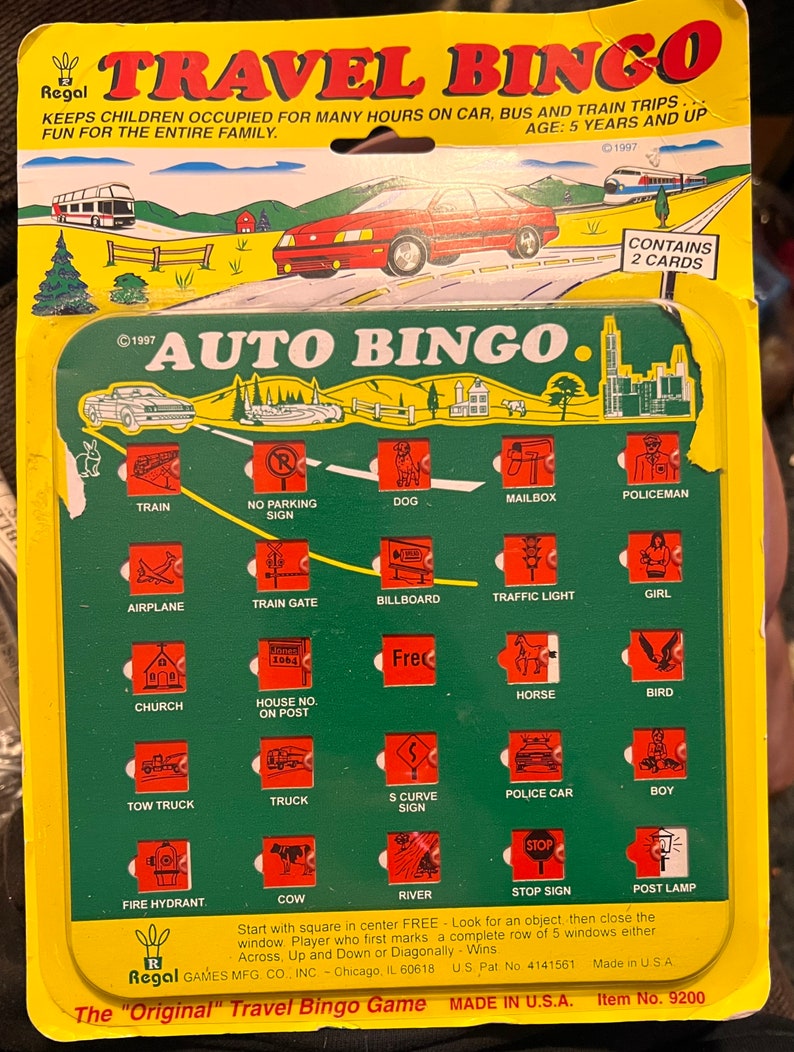 TRAVEL BINGO
R
Regal
KEEPS CHILDREN OCCUPIED FOR MANY HOURS ON CAR, BUS AND TRAIN TRIPS . . .
FUN FOR THE ENTIRE FAMILY.
AGE: 5 YEARS AND UP
©1997
CONTAINS
2 CARDS
©1997
AUTO BINGO
TRAIN
NO PARKING
SIGN
DOG
MAILBOX
POLICEMAN
AIRPLANE
TRAIN GATE
BILLBOARD
TRAFFIC LIGHT
GIRL
CHURCH
Jones
1064
HOUSE NO.
ON POST
Free
HORSE
BIRD
TOW TRUCK
TRUCK
S CURVE
SIGN
POLICE CAR
BOY
FIRE HYDRANT.
COW
RIVER
STOP
STOP SIGN
POST LAMP
Start with square in center FREE - Look for an object, then close the
window. Player who first marks a complete row of 5 windows either
Across, Up and Down or Diagonally - Wins.
R
Regal
GAMES MFG. CO., INC. ~ Chicago, IL 60618 U.S. Pat. No. 4141561 Made in U.S.A.
The "Original" Travel Bingo Game MADE IN U.S.A. Item No. 9200